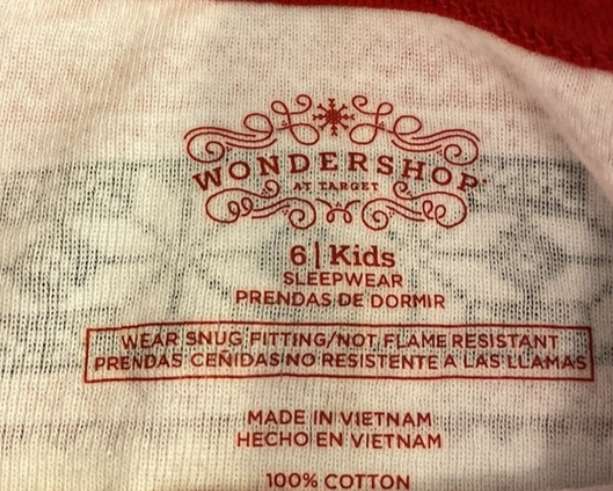 WONDERSHOP
AT TARGET
6 | Kids
SLEEPWEAR
PRENDAS DE DORMIR
WEAR SNUG FITTING/NOT FLAME RESISTANT
PRENDAS CEÑIDAS NO RESISTENTE A LAS LLAMAS
MADE IN VIETNAM
HECHO EN VIETNAM
100% COTTON